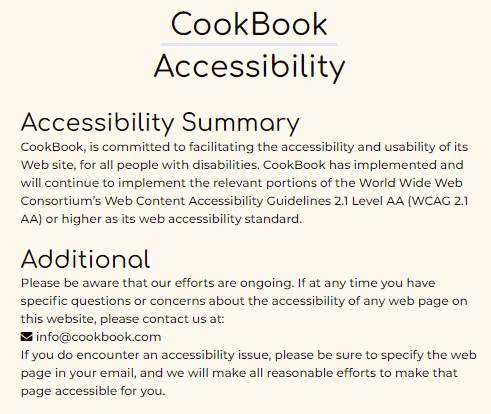 CookBook
Accessibility
Accessibility Summary
CookBook, is committed to facilitating the accessibility and usability of its
Web site, for all people with disabilities. CookBook has implemented and
will continue to implement the relevant portions of the World Wide Web
Consortium's Web Content Accessibility Guidelines 2.1 Level AA (WCAG 2.1
AA) or higher as its web accessibility standard.
Additional
Please be aware that our efforts are ongoing. If at any time you have
specific questions or concerns about the accessibility of any web page on
this website, please contact us at:
info@cookbook.com
If you do encounter an accessibility issue, please be sure to specify the web
page in your email, and we will make all reasonable efforts to make that
page accessible for you.